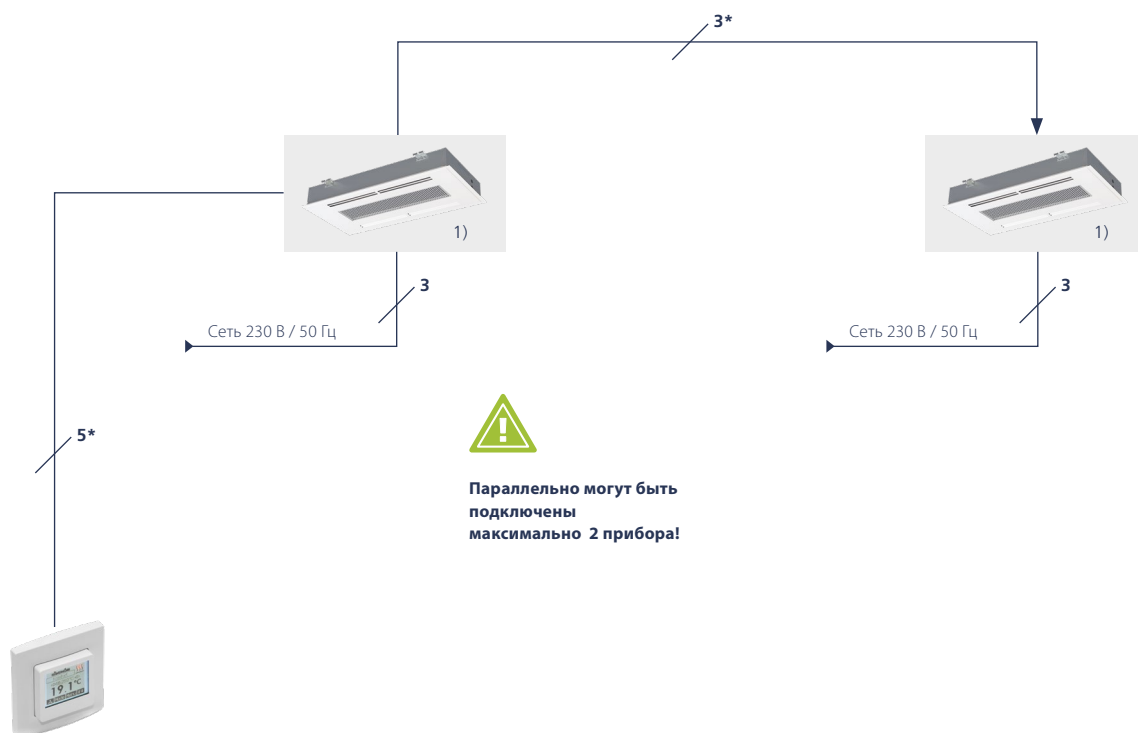 3*
1)
1)
3
3
Сеть 230 В / 50 Гц
Сеть 230 В / 50 Гц
5*
Параллельно могут быть
подключены
максимально 2 прибора!
19.1°C